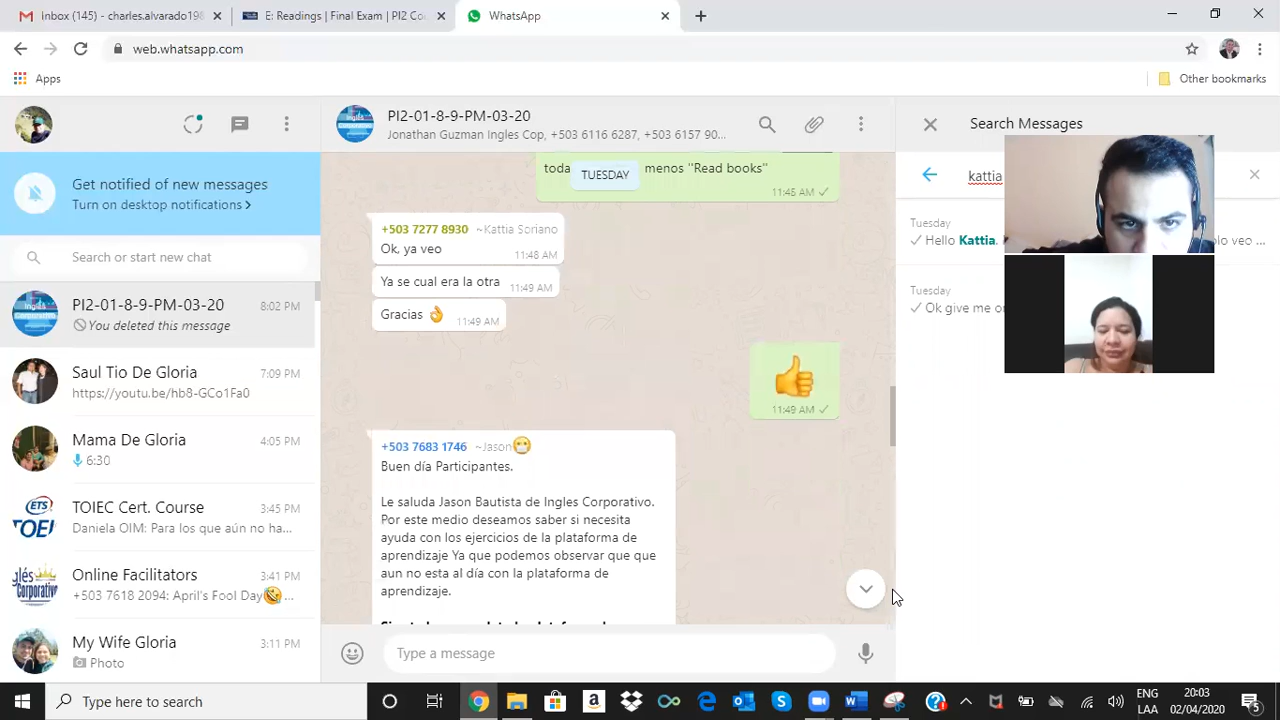 Inbox (145) - charles.alvarado198
E: Readings | Final Exam | PI2 Co
WhatsApp
web.whatsapp.com
Apps
Other bookmarks
Get notified of new messages
Turn on desktop notifications >
Search or start new chat
PI2-01-8-9-PM-03-20
8:02 PM
You deleted this message
Saul Tio De Gloria
7:09 PM
https://youtu.be/hb8-GCo1Fa0
Mama De Gloria
4:05 PM
6:30
TOIEC Cert. Course
3:45 PM
Daniela OIM: Para los que aún no ha...
Online Facilitators
3:41 PM
+503 7618 2094: April's Fool Day🤣...
My Wife Gloria
3:11 PM
Photo
PI2-01-8-9-PM-03-20
Jonathan Guzman Ingles Cop, +503 6116 6287, +503 6157 90...
toda
TUESDAY
menos "Read books"
11:45 AM
+503 7277 8930 ~Kattia Soriano
Ok, ya veo
11:48 AM
Ya se cual era la otra
11:49 AM
Gracias 👌
11:49 AM
👍
11:49 AM
+503 7683 1746 ~Jason😷
Buen día Participantes.
Le saluda Jason Bautista de Ingles Corporativo.
Por este medio deseamos saber si necesita
ayuda con los ejercicios de la plataforma de
aprendizaje Ya que podemos observar que que
aun no esta al día con la plataforma de
aprendizaje.
Type a message
Search Messages
kattia
Tuesday
Hello Kattia.
olo veo ...
Tuesday
Ok give me o
Type here to search
ENG
LAA
20:03
02/04/2020
5